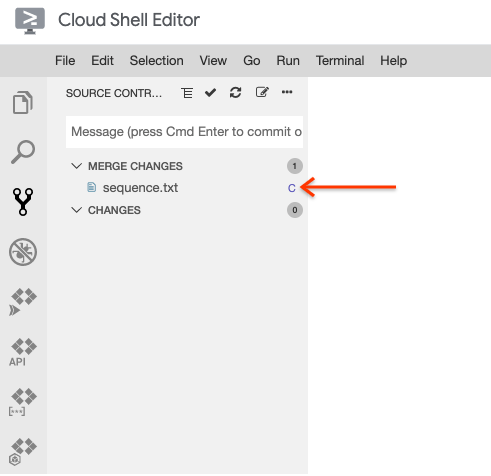 Cloud Shell Editor
File Edit Selection View Go Run Terminal Help
SOURCE CONTR...
Message (press Cmd Enter to commit o
MERGE CHANGES 1
sequence.txt C
CHANGES 0
API